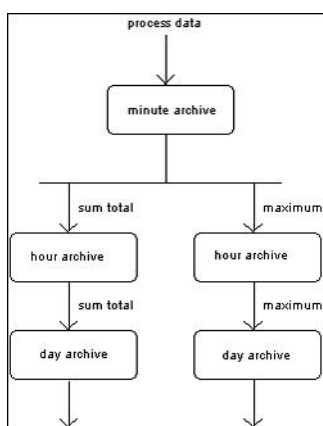 process data
minute archive
sum total
maximum
hour archive
hour archive
sum total
maximum
day archive
day archive